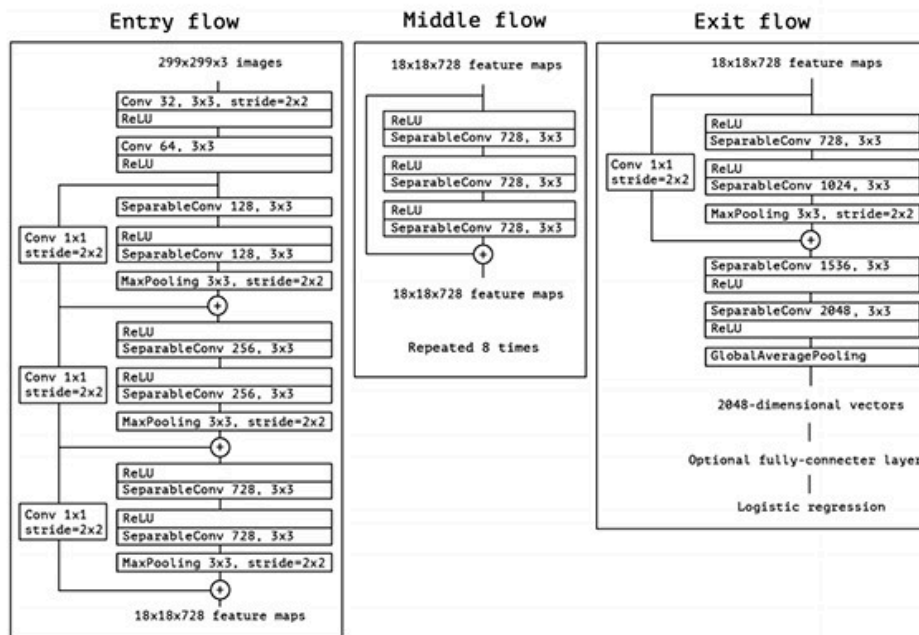 Entry flow
299x299x3 images
Conv 32, 3x3, stride=2x2
ReLU
Conv 64, 3x3
ReLU
SeparableConv 128, 3x3
Conv 1x1
stride=2x2
ReLU
SeparableConv 128, 3x3
MaxPooling 3x3, stride=2x2
+
ReLU
SeparableConv 256, 3x3
Conv 1x1
stride=2x2
ReLU
SeparableConv 256, 3x3
MaxPooling 3x3, stride=2x2
+
ReLU
SeparableConv 728, 3x3
Conv 1x1
stride=2x2
ReLU
SeparableConv 728, 3x3
MaxPooling 3x3, stride=2x2
+
18x18x728 feature maps
Middle flow
18x18x728 feature maps
ReLU
SeparableConv 728, 3x3
ReLU
SeparableConv 728, 3x3
ReLU
SeparableConv 728, 3x3
+
18x18x728 feature maps
Repeated 8 times
Exit flow
18x18x728 feature maps
ReLU
SeparableConv 728, 3x3
Conv 1x1
stride=2x2
ReLU
SeparableConv 1024, 3x3
MaxPooling 3x3, stride=2x2
+
SeparableConv 1536, 3x3
ReLU
SeparableConv 2048, 3x3
ReLU
GlobalAveragePooling
2048-dimensional vectors
Optional fully-connecter layer
Logistic regression